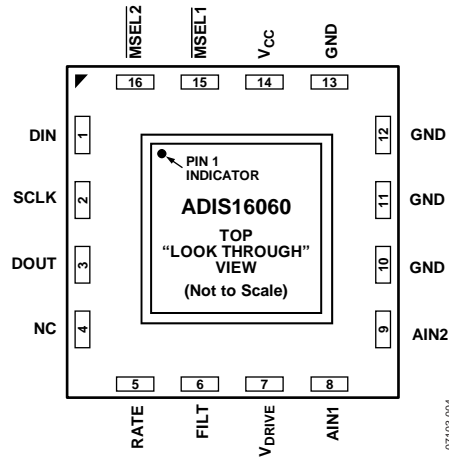 MSEL2
MSEL1
VCC
GND
16
15
14
13
DIN
1
12
GND
PIN 1
INDICATOR
SCLK
2
ADIS16060
11
GND
TOP
"LOOK THROUGH"
VIEW
DOUT
3
10
GND
(Not to Scale)
NC
4
9
AIN2
5
6
7
8
RATE
FILT
VDRIVE
AIN1
07103-004